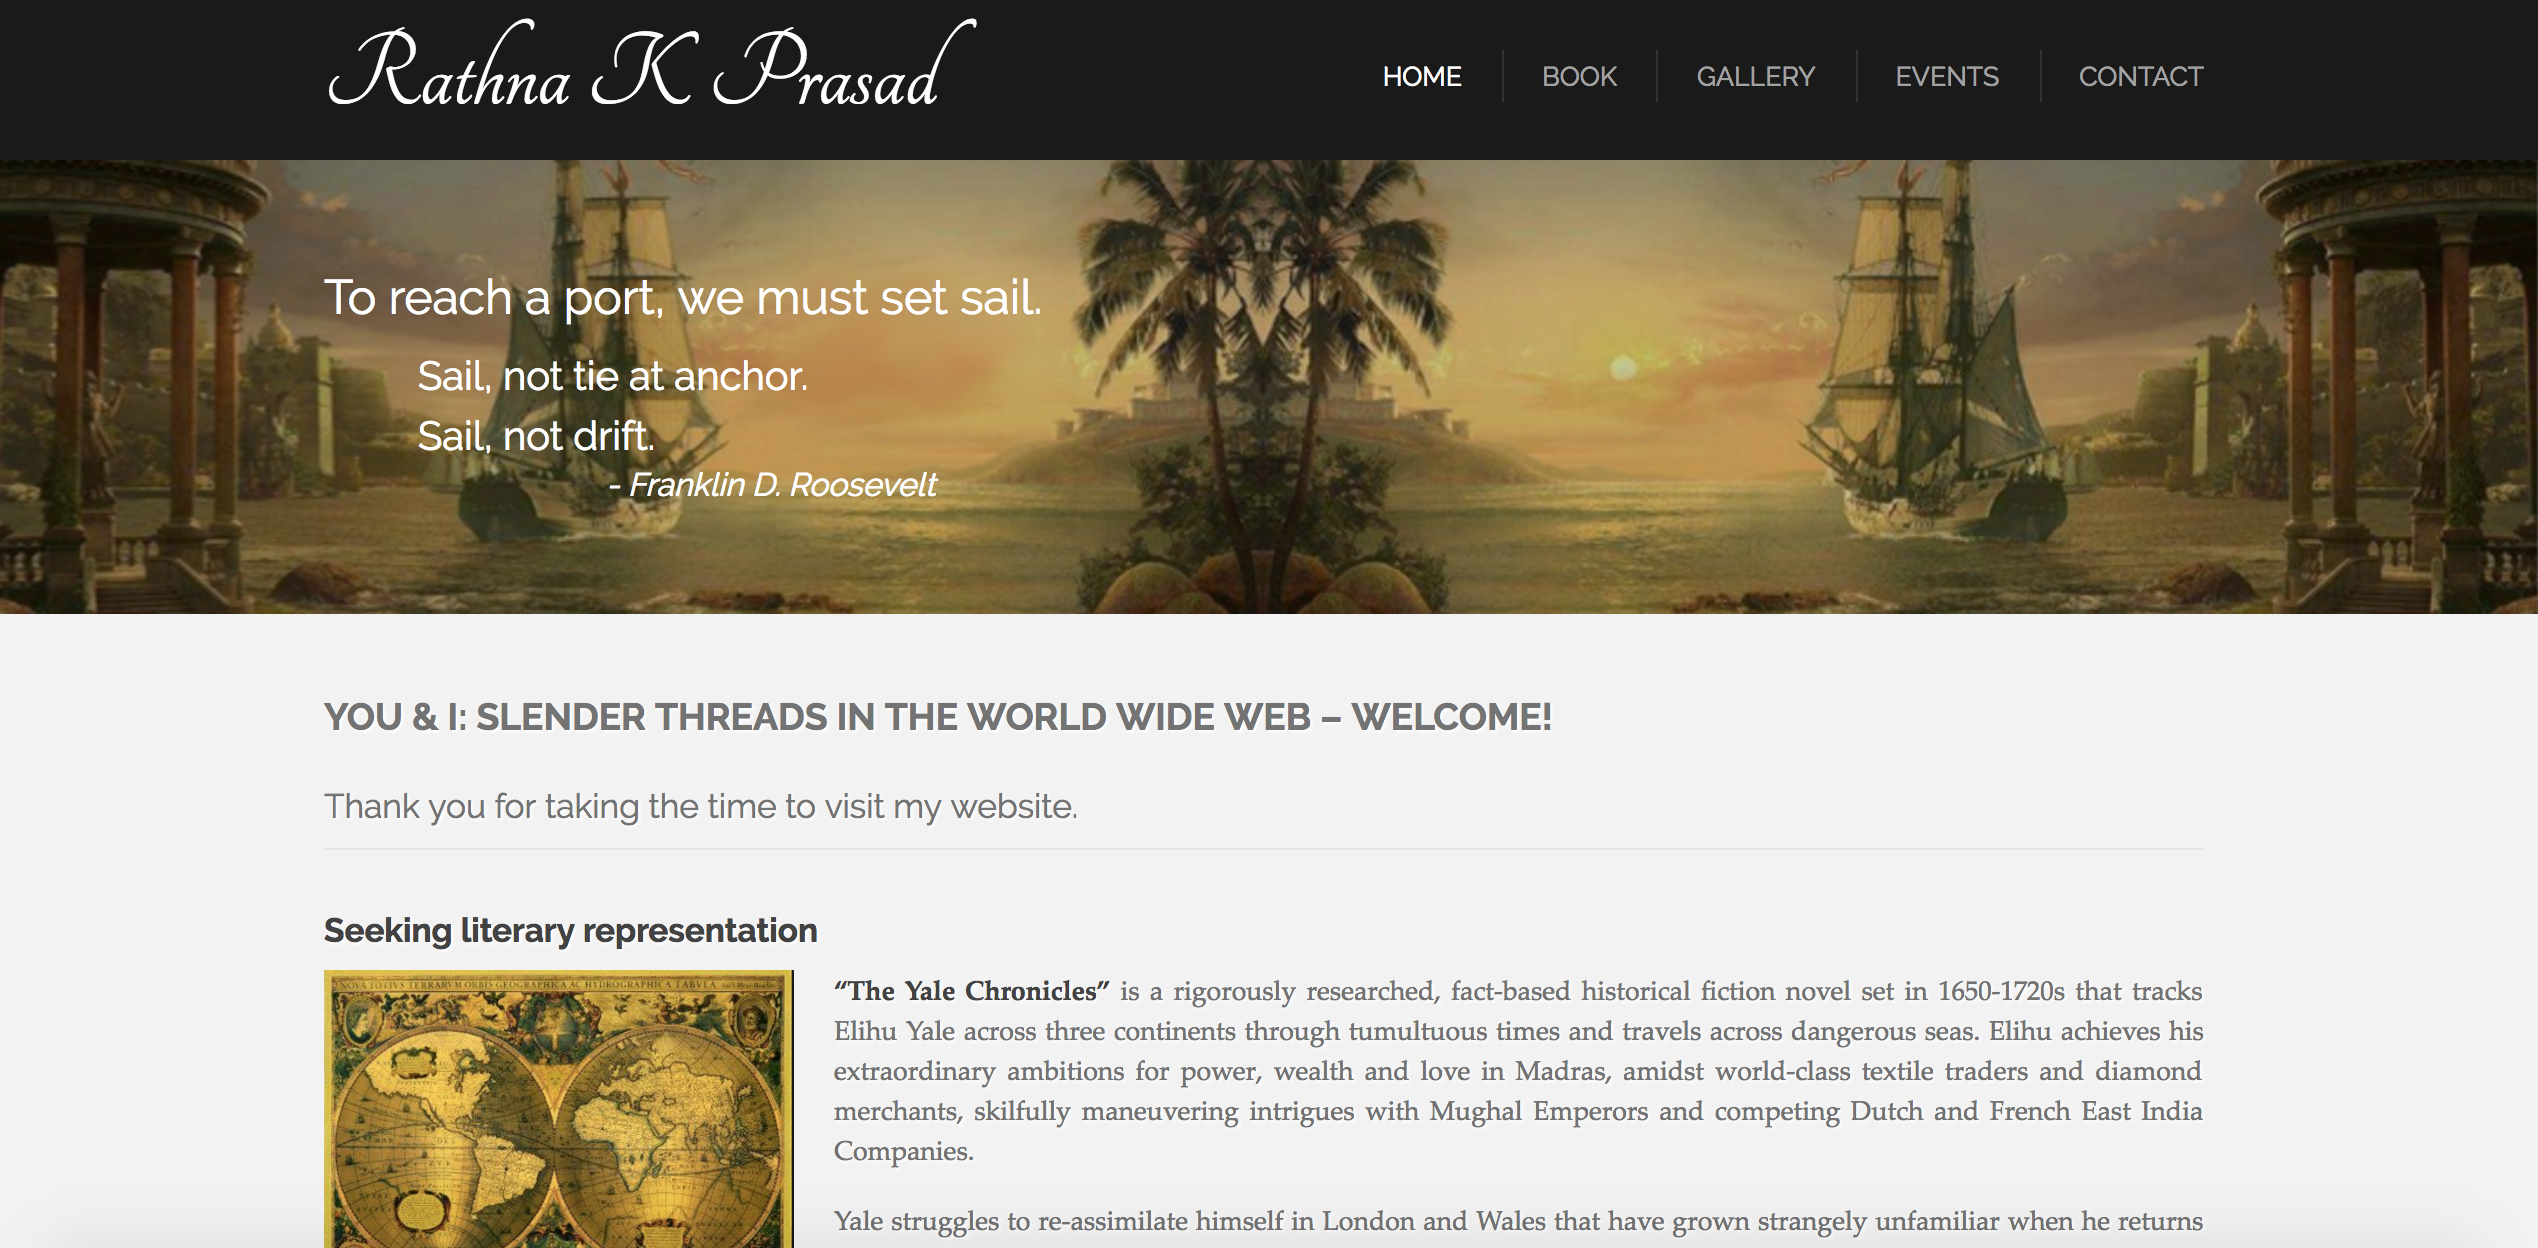 Rathna K Prasad
HOME
BOOK
GALLERY
EVENTS
CONTACT
To reach a port, we must set sail.
Sail, not tie at anchor.
Sail, not drift.
- Franklin D. Roosevelt
YOU & I: SLENDER THREADS IN THE WORLD WIDE WEB – WELCOME!
Thank you for taking the time to visit my website.
Seeking literary representation
NOVA TOTIVS TERRARVM ORBIS GEOGRAPHICA AC HYDROGRAPHICA TABVLA
“The Yale Chronicles” is a rigorously researched, fact-based historical fiction novel set in 1650-1720s that tracks
Elihu Yale across three continents through tumultuous times and travels across dangerous seas. Elihu achieves his
extraordinary ambitions for power, wealth and love in Madras, amidst world-class textile traders and diamond
merchants, skilfully maneuvering intrigues with Mughal Emperors and competing Dutch and French East India
Companies.
Yale struggles to re-assimilate himself in London and Wales that have grown strangely unfamiliar when he returns